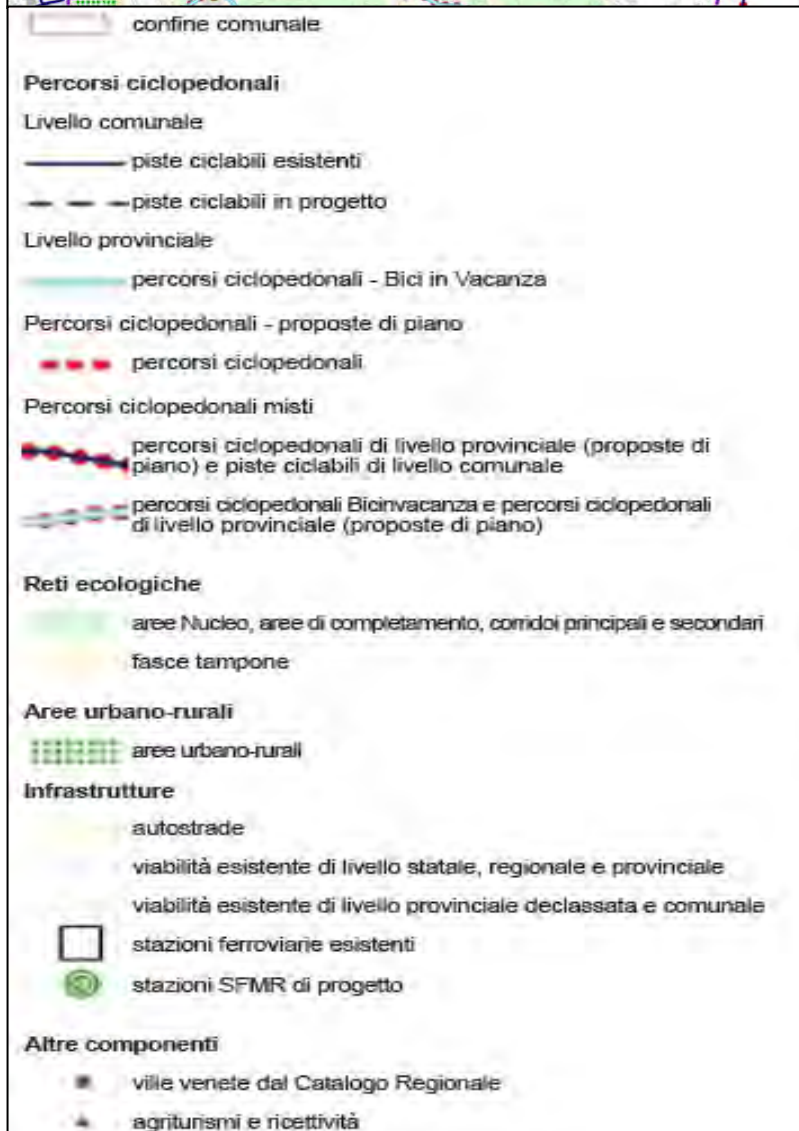 confine comunale
Percorsi ciclopedonali
Livello comunale
piste ciclabili esistenti
piste ciclabili in progetto
Livello provinciale
percorsi ciclopedonali - Bici in Vacanza
Percorsi ciclopedonali - proposte di piano
percorsi ciclopedonali
Percorsi ciclopedonali misti
percorsi ciclopedonali di livello provinciale (proposte di
piano) e piste ciclabili di livello comunale
percorsi ciclopedonali Bicinvacanza e percorsi ciclopedonali
di livello provinciale (proposte di piano)
Reti ecologiche
aree Nucleo, aree di completamento, corridoi principali e secondari
fasce tampone
Aree urbano-rurali
aree urbano-rurali
Infrastrutture
autostrade
viabilità esistente di livello statale, regionale e provinciale
viabilità esistente di livello provinciale declassata e comunale
stazioni ferroviarie esistenti
stazioni SFMR di progetto
Altre componenti
ville venete dal Catalogo Regionale
agriturismi e ricettività